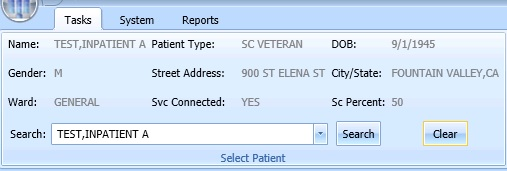 Tasks System Reports
Name: TEST,INPATIENT A Patient Type: SC VETERAN DOB: 9/1/1945
Gender: M Street Address: 900 ST ELENA ST City/State: FOUNTAIN VALLEY,CA
Ward: GENERAL Svc Connected: YES Sc Percent: 50
Search: TEST,INPATIENT A Search Clear
Select Patient